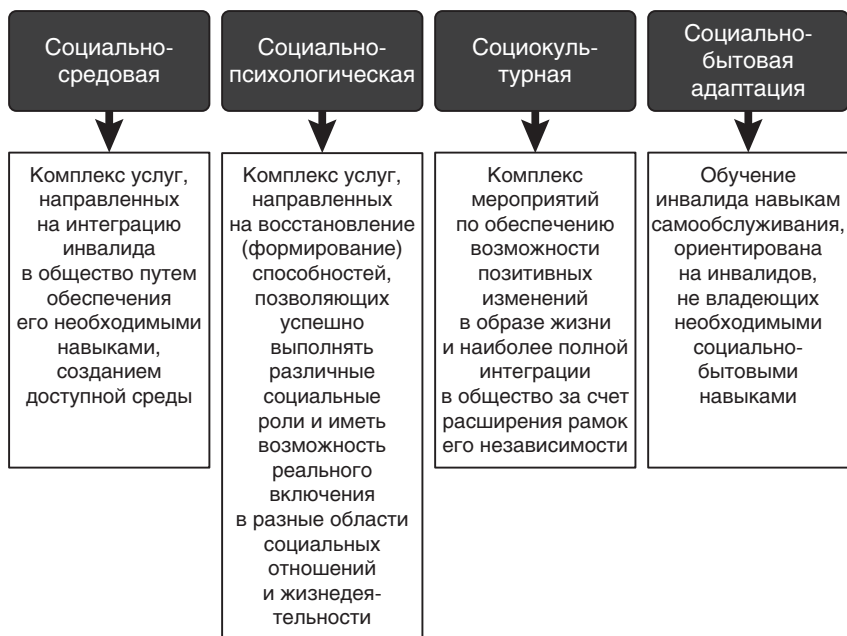 Социально-
средовая
Комплекс услуг,
направленных
на интеграцию
инвалида
в общество путем
обеспечения
его необходимыми
навыками,
созданием
доступной среды
Социально-
психологическая
Комплекс услуг,
направленных
на восстановление
(формирование)
способностей,
позволяющих
успешно
выполнять
различные
социальные
роли и иметь
возможность
реального
включения
в разные области
социальных
отношений
и жизнедея-
тельности
Социокуль-
турная
Комплекс
мероприятий
по обеспечению
возможности
позитивных
изменений
в образе жизни
и наиболее полной
интеграции
в общество за счет
расширения рамок
его независимости
Социально-
бытовая
адаптация
Обучение
инвалида навыкам
самообслуживания,
ориентирована
на инвалидов,
не владеющих
необходимыми
социально-
бытовыми
навыками